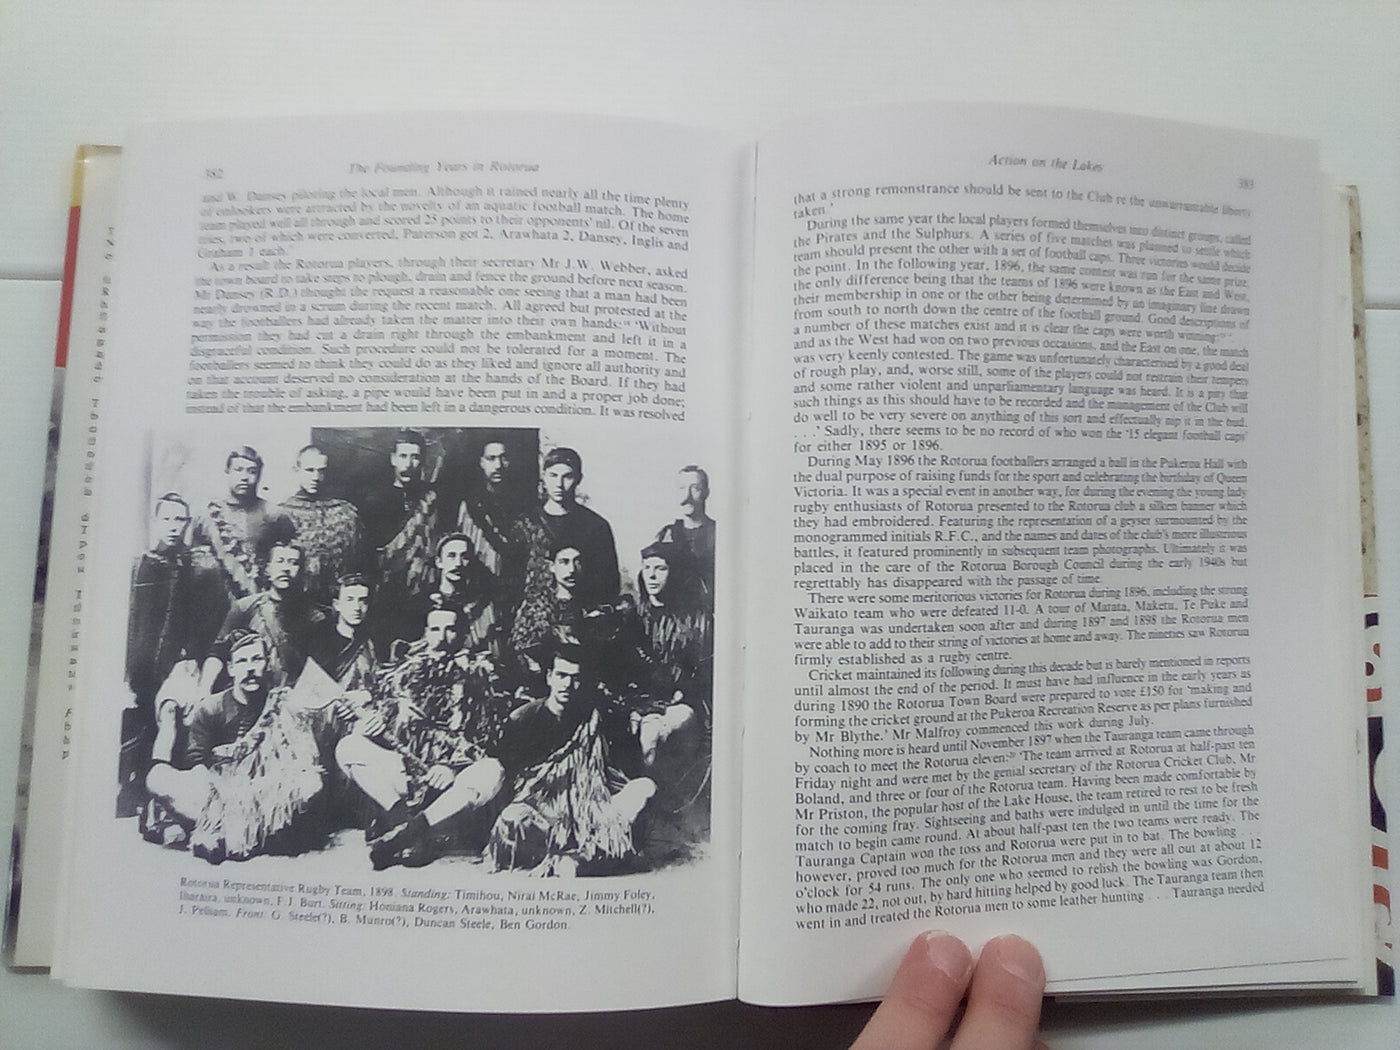 382
The Founding Years in Rotorua
and W. Dansey piloting the local men. Although it rained nearly all the time plenty
of onlookers were attracted by the novelty of an aquatic football match. The home
team played well all through and scored 25 points to their opponents' nil. Of the seven
tries, two of which were converted, Paterson got 2, Arawhata 2, Dansey, Inglis and
Graham 1 each.'
As a result the Rotorua players, through their secretary Mr J.W. Webber, asked
the town board to take steps to plough, drain and fence the ground before next season.
Mr Dansey (R.D.) thought the request a reasonable one seeing that a man had been
nearly drowned in a scrum during the recent match. All agreed but protested at the
way the footballers had already taken the matter into their own hands: 'Without
permission they had cut a drain right through the embankment and left it in a
disgraceful condition. Such procedure could not be tolerated for a moment. The
footballers seemed to think they could do as they liked and ignore all authority and
on that account deserved no consideration at the hands of the Board. If they had
taken the trouble of asking, a pipe would have been put in and a proper job done;
instead of that the embankment had been left in a dangerous condition. It was resolved
Rotorua Representative Rugby Team, 1898. Standing: Timihou, Nirai McRae, Jimmy Foley,
Iharaira, unknown, F.J. Burt. Sitting: Honiana Rogers, Arawhata, unknown, Z. Mitchell(?),
J. Pelham. Front: G. Steele(?), B. Munro(?), Duncan Steele, Ben Gordon.
Action on the Lakes
383
that a strong remonstrance should be sent to the Club re the unwarrantable liberty
taken.'
During the same year the local players formed themselves into distinct groups, called
the Pirates and the Sulphurs. A series of five matches was planned to settle which
team should present the other with a set of football caps. Three victories would decide
the point. In the following year, 1896, the same contest was run for the same prize,
the only difference being that the teams of 1896 were known as the East and West,
their membership in one or the other being determined by an imaginary line drawn
from south to north down the centre of the football ground. Good descriptions of
a number of these matches exist and it is clear the caps were worth winning:
and as the West had won on two previous occasions, and the East on one, the match
was very keenly contested. The game was unfortunately characterised by a good deal
of rough play, and, worse still, some of the players could not restrain their tempers
and some rather violent and unparliamentary language was heard. It is a pity that
such things as this should have to be recorded and the management of the Club will
do well to be very severe on anything of this sort and effectually nip it in the bud.
. . .' Sadly, there seems to be no record of who won the '15 elegant football caps'
for either 1895 or 1896.
During May 1896 the Rotorua footballers arranged a ball in the Pukeroa Hall with
the dual purpose of raising funds for the sport and celebrating the birthday of Queen
Victoria. It was a special event in another way, for during the evening the young lady
rugby enthusiasts of Rotorua presented to the Rotorua club a silken banner which
they had embroidered. Featuring the representation of a geyser surmounted by the
monogrammed initials R.F.C., and the names and dates of the club's more illustrious
battles, it featured prominently in subsequent team photographs. Ultimately it was
placed in the care of the Rotorua Borough Council during the early 1940s but
regrettably has disappeared with the passage of time.
There were some meritorious victories for Rotorua during 1896, including the strong
Waikato team who were defeated 11-0. A tour of Matata, Maketu, Te Puke and
Tauranga was undertaken soon after and during 1897 and 1898 the Rotorua men
were able to add to their string of victories at home and away. The nineties saw Rotorua
firmly established as a rugby centre.
Cricket maintained its following during this decade but is barely mentioned in reports
until almost the end of the period. It must have had influence in the early years as
during 1890 the Rotorua Town Board were prepared to vote £150 for 'making and
forming the cricket ground at the Pukeroa Recreation Reserve as per plans furnished
by Mr Blythe.' Mr Malfroy commenced this work during July.
Nothing more is heard until November 1897 when the Tauranga team came through
by coach to meet the Rotorua eleven: 'The team arrived at Rotorua at half-past ten
Friday night and were met by the genial secretary of the Rotorua Cricket Club, Mr
Boland, and three or four of the Rotorua team. Having been made comfortable by
Mr Priston, the popular host of the Lake House, the team retired to rest to be fresh
for the coming fray. Sightseeing and baths were indulged in until the time for the
match to begin came round. At about half-past ten the two teams were ready. The
Tauranga Captain won the toss and Rotorua were put in to bat. The bowling . . .
however, proved too much for the Rotorua men and they were all out at about 12
o'clock for 54 runs. The only one who seemed to relish the bowling was Gordon,
who made 22, not out, by hard hitting helped by good luck. The Tauranga team then
went in and treated the Rotorua men to some leather hunting . . . Tauranga needed